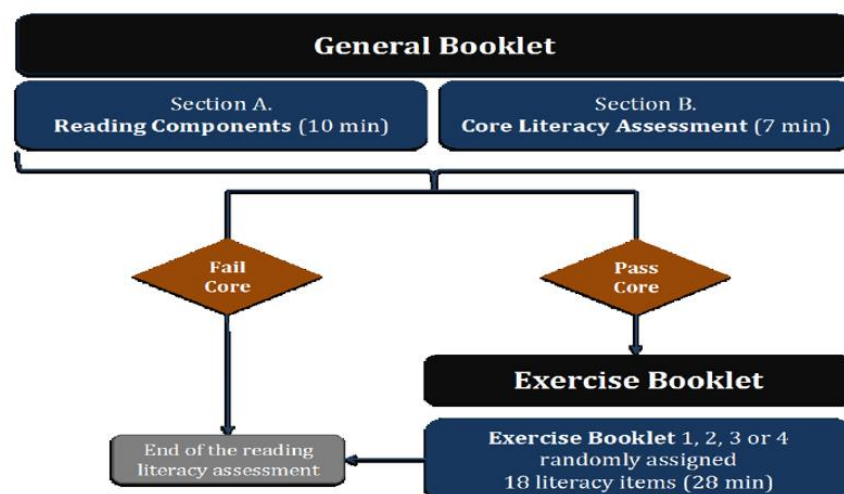 General Booklet
Section A.
Reading Components (10 min)
Section B.
Core Literacy Assessment (7 min)
Fail
Core
Pass
Core
Exercise Booklet
Exercise Booklet 1, 2, 3 or 4
randomly assigned
18 literacy items (28 min)
End of the reading
literacy assessment